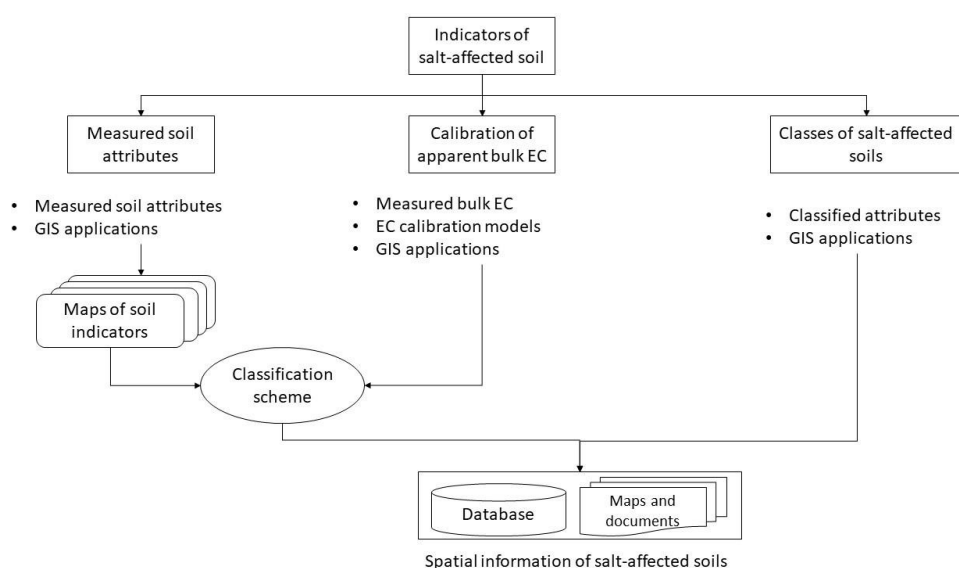 Indicators of
salt-affected soil
Measured soil
attributes
Calibration of
apparent bulk EC
Classes of salt-affected
soils
• Measured soil attributes
• GIS applications
• Measured bulk EC
• EC calibration models
• GIS applications
• Classified attributes
• GIS applications
Maps of soil
indicators
Classification
scheme
Database
Maps and
documents
Spatial information of salt-affected soils